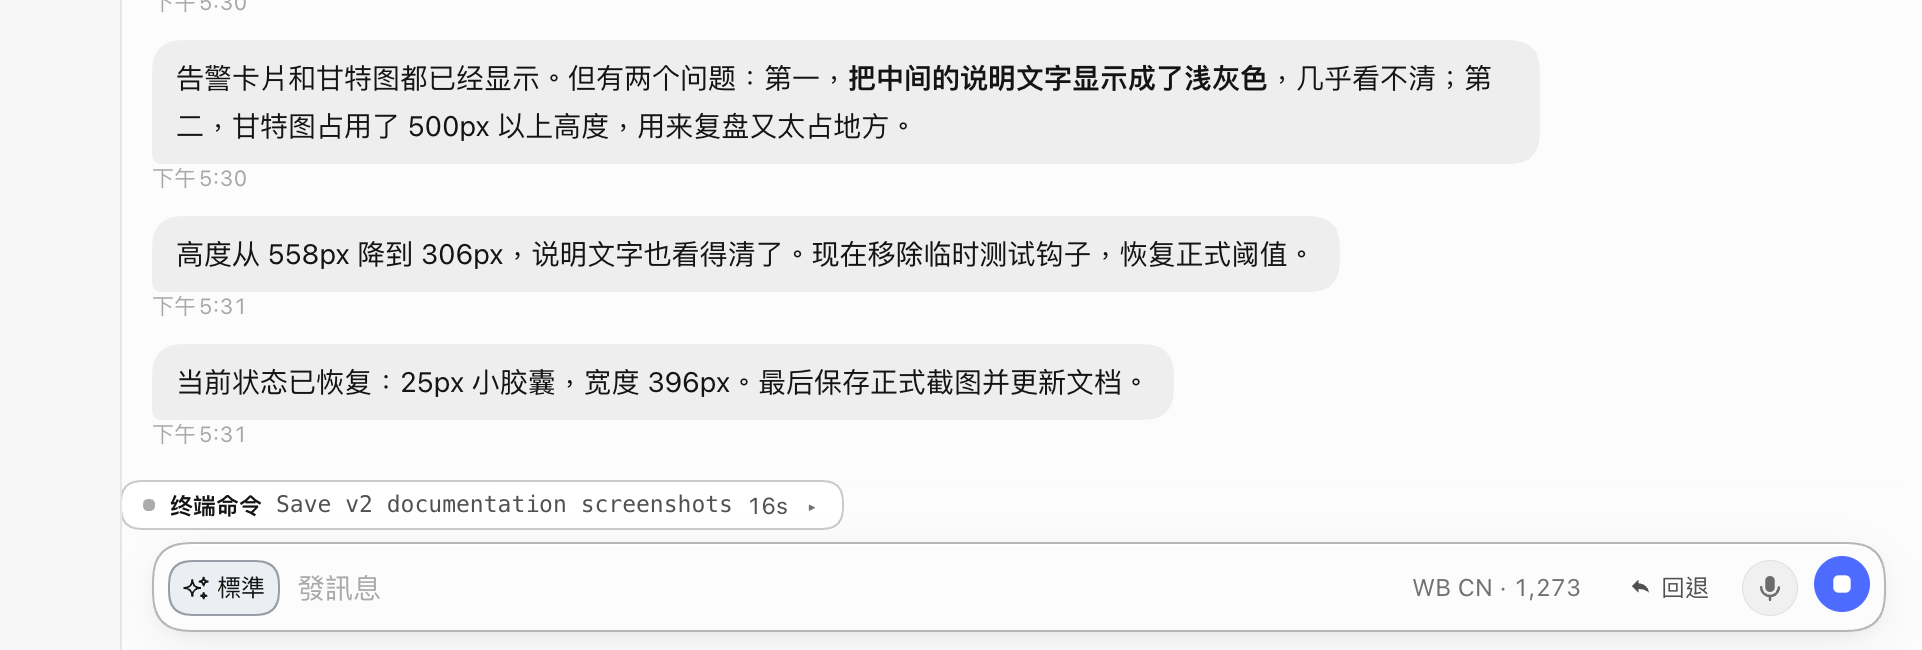 下午5:30
告警卡片和甘特图都已经显示。但有两个问题：第一，把中间的说明文字显示成了浅灰色，几乎看不清；第
二，甘特图占用了 500px 以上高度，用来复盘又太占地方。
下午5:30
高度从 558px 降到 306px，说明文字也看得清了。现在移除临时测试钩子，恢复正式阈值。
下午5:31
当前状态已恢复：25px 小胶囊，宽度 396px。最后保存正式截图并更新文档。
下午5:31
终端命令 Save v2 documentation screenshots 16s ▸
標準 發訊息 WB CN · 1,273 回退